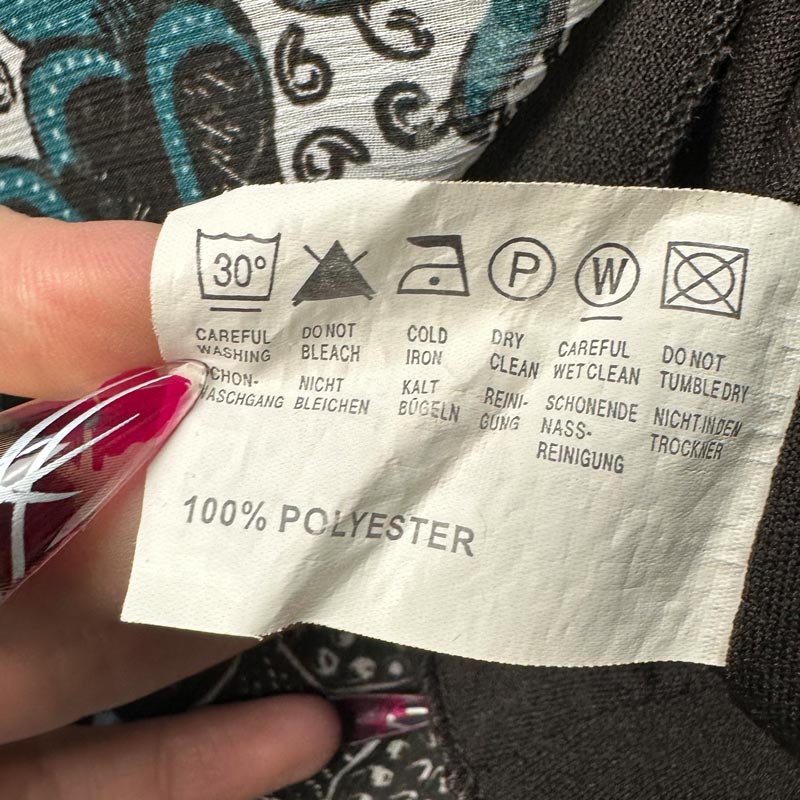 30°
P
W
CAREFUL WASHING
DO NOT BLEACH
COLD IRON
DRY CLEAN
CAREFUL WET CLEAN
DO NOT TUMBLE DRY
CHON-
WASCHGANG
NICHT BLEICHEN
KALT BÜGELN
REINI-
GUNG
SCHONENDE
NASS-
REINIGUNG
NICHT IN DEN
TROCKNER
100% POLYESTER